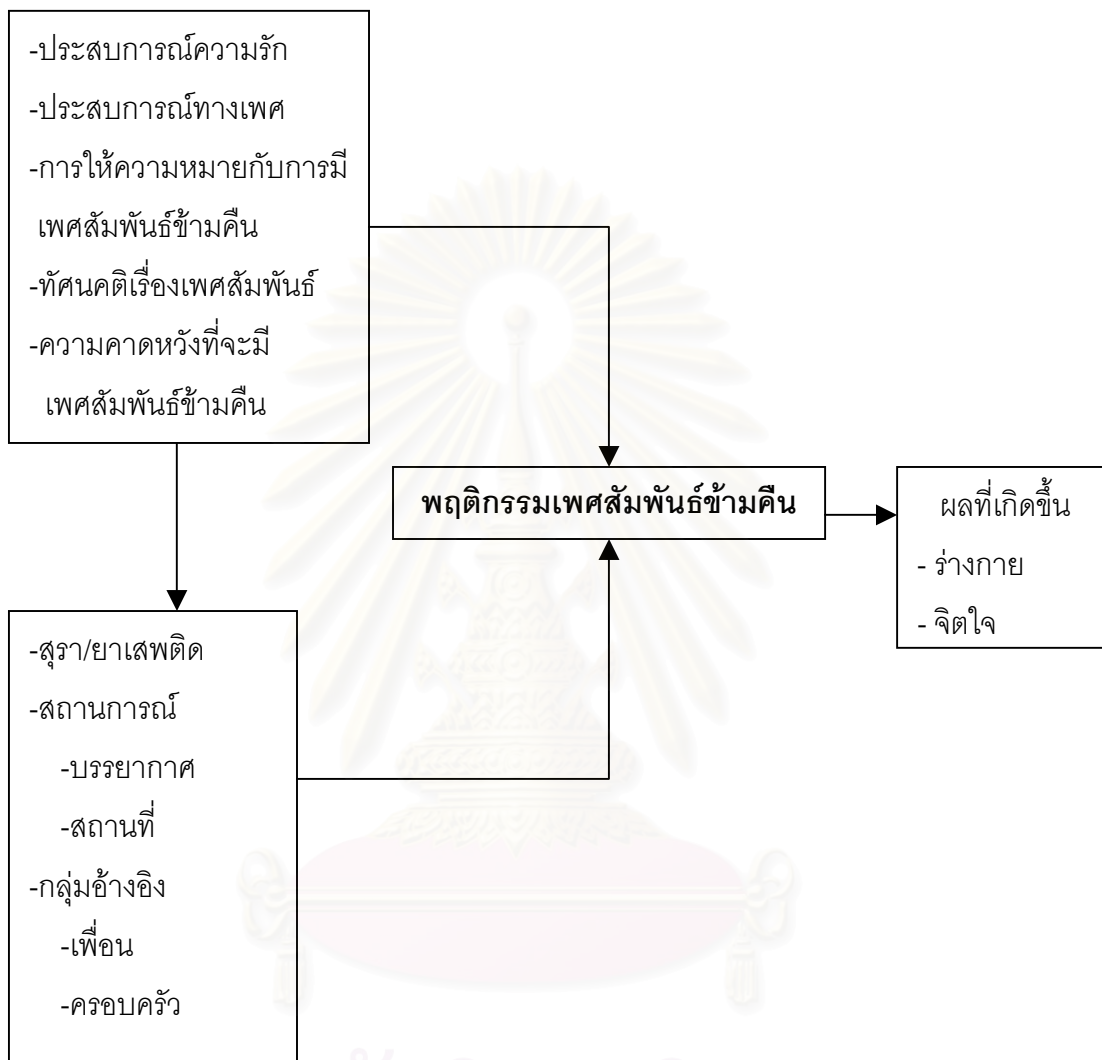 -ประสบการณ์ความรัก
-ประสบการณ์ทางเพศ
-การให้ความหมายกับการมี
เพศสัมพันธ์ข้ามคืน
-ทัศนคติเรื่องเพศสัมพันธ์
-ความคาดหวังที่จะมี
เพศสัมพันธ์ข้ามคืน
พฤติกรรมเพศสัมพันธ์ข้ามคืน
ผลที่เกิดขึ้น
- ร่างกาย
- จิตใจ
-สุรา/ยาเสพติด
-สถานการณ์
-บรรยากาศ
-สถานที่
-กลุ่มอ้างอิง
-เพื่อน
-ครอบครัว